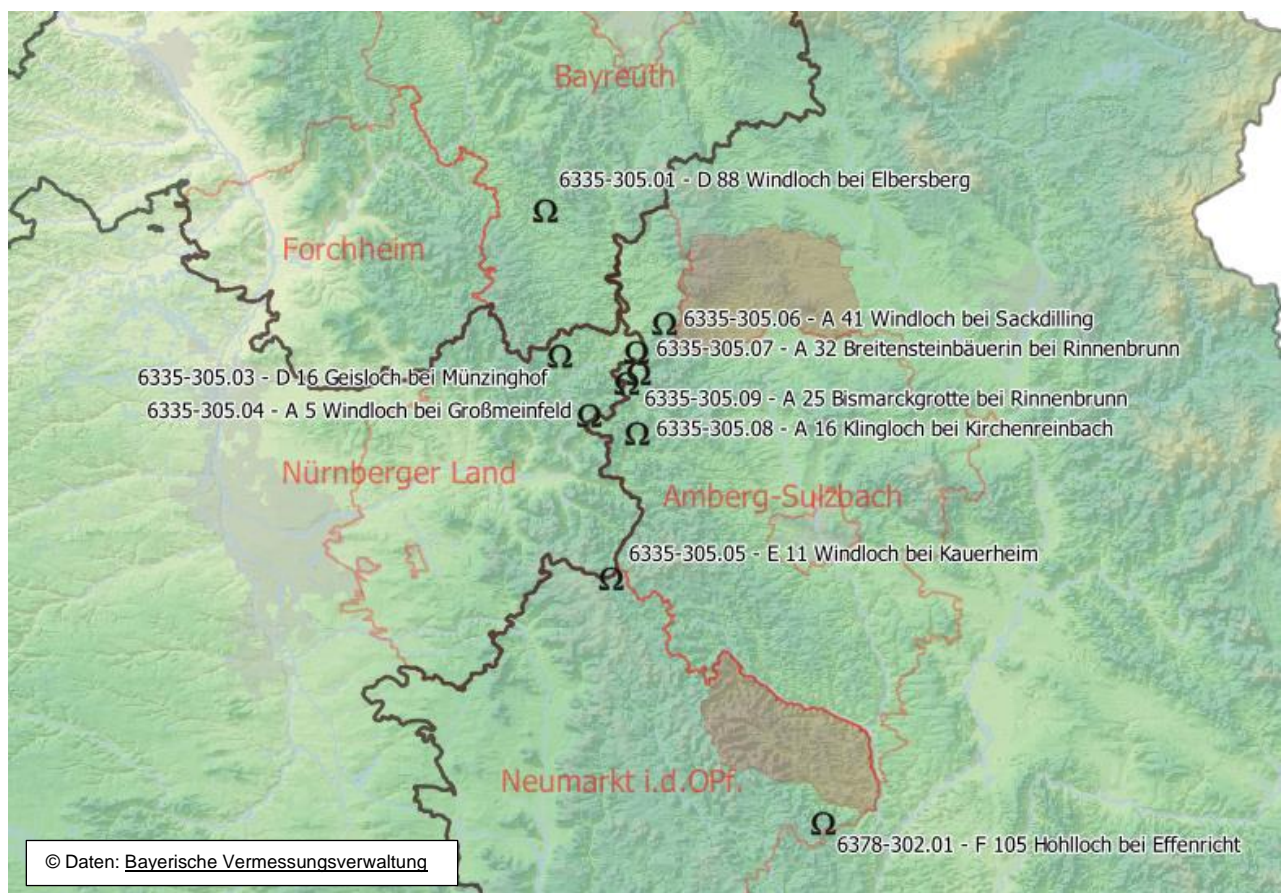 Bayreuth
6335-305.01 - D 88 Windloch bei Elbersberg
Ω
Forchheim
Ω 6335-305.06 - A 41 Windloch bei Sackdilling
Ω 6335-305.07 - A 32 Breitensteinbäuerin bei Rinnenbrunn
Ω
6335-305.03 - D 16 Geisloch bei Münzinghof
Ω
Ω
6335-305.09 - A 25 Bismarckgrotte bei Rinnenbrunn
6335-305.04 - A 5 Windloch bei Großmeinfeld Ω
Ω 6335-305.08 - A 16 Klingloch bei Kirchenreinbach
Nürnberger Land
Amberg-Sulzbach
6335-305.05 - E 11 Windloch bei Kauerheim
Ω
Neumarkt i.d.OPf.
Ω
6378-302.01 - F 105 Hohlloch bei Effenricht
© Daten: Bayerische Vermessungsverwaltung